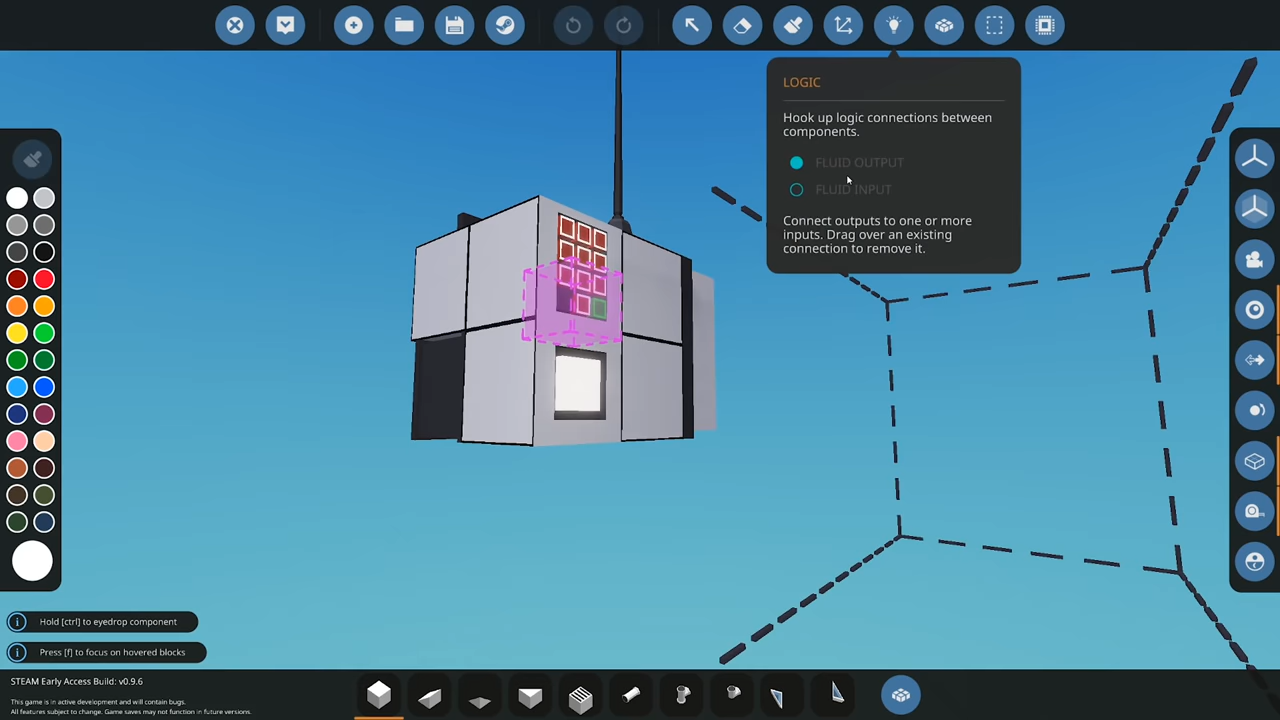 LOGIC
Hook up logic connections between
components.
FLUID OUTPUT
FLUID INPUT
Connect outputs to one or more
inputs. Drag over an existing
connection to remove it.
Hold [ctrl] to eyedrop component
Press [f] to focus on hovered blocks
STEAM Early Access Build: v0.9.6
This game is in active development and will contain bugs.
All features subject to change. Game saves may not function in future versions.